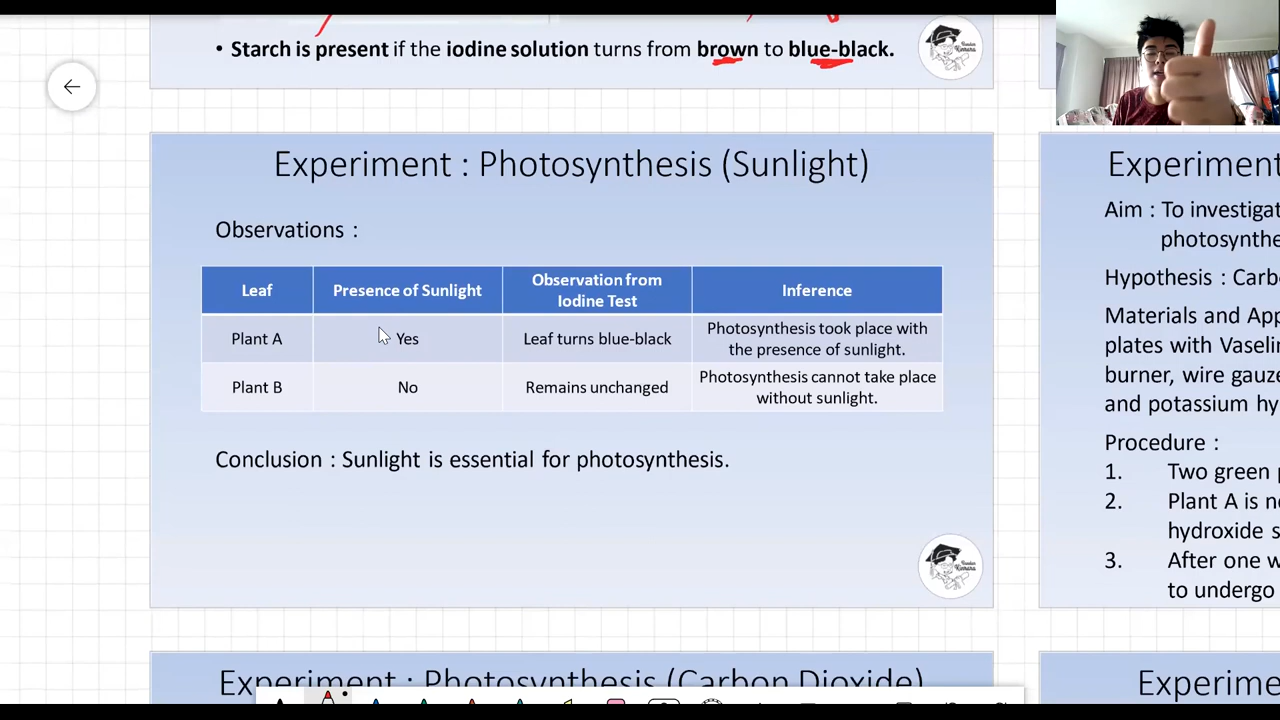 • Starch is present if the iodine solution turns from brown to blue-black.
Experiment : Photosynthesis (Sunlight)
Observations :
Leaf
Presence of Sunlight
Observation from
Iodine Test
Inference
Plant A
Yes
Leaf turns blue-black
Photosynthesis took place with
the presence of sunlight.
Plant B
No
Remains unchanged
Photosynthesis cannot take place
without sunlight.
Conclusion : Sunlight is essential for photosynthesis.
Experiment
Aim : To investigat
photosynthe
Hypothesis : Carb
Materials and App
plates with Vaselin
burner, wire gauze
and potassium hy
Procedure :
1. Two green p
2. Plant A is n
hydroxide s
3. After one w
to undergo
Experiment : Photosynthesis (Carbon Dioxide)
Experime